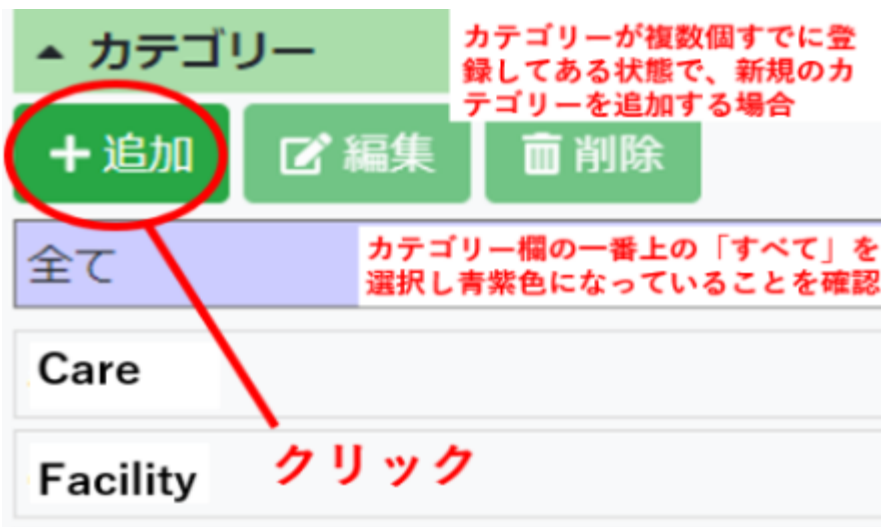 カテゴリー
カテゴリーが複数個すでに登
録してある状態で、新規のカ
テゴリーを追加する場合
追加
編集
削除
全て
カテゴリー欄の一番上の「すべて」を
選択し青紫色になっていることを確認
Care
クリック
Facility